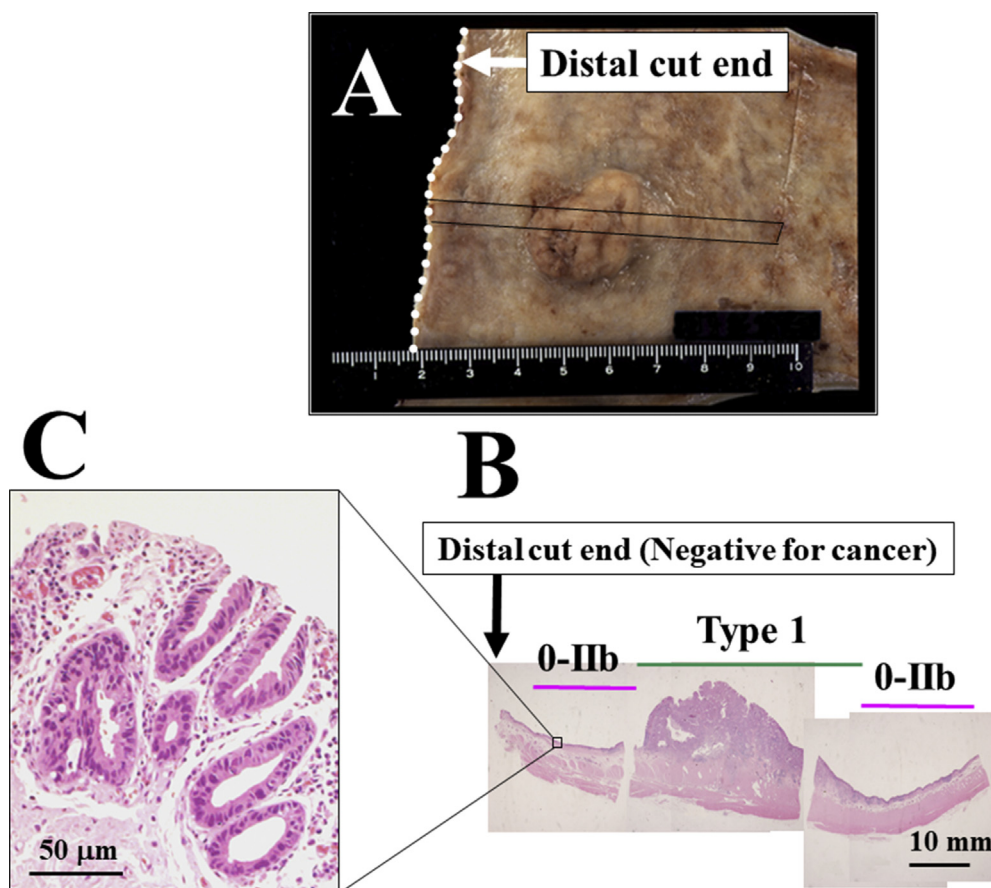 A
Distal cut end
1 2 3 4 5 6 7 8 9 10
C
B
Distal cut end (Negative for cancer)
Type 1
0-IIb
0-IIb
50 μm
10 mm